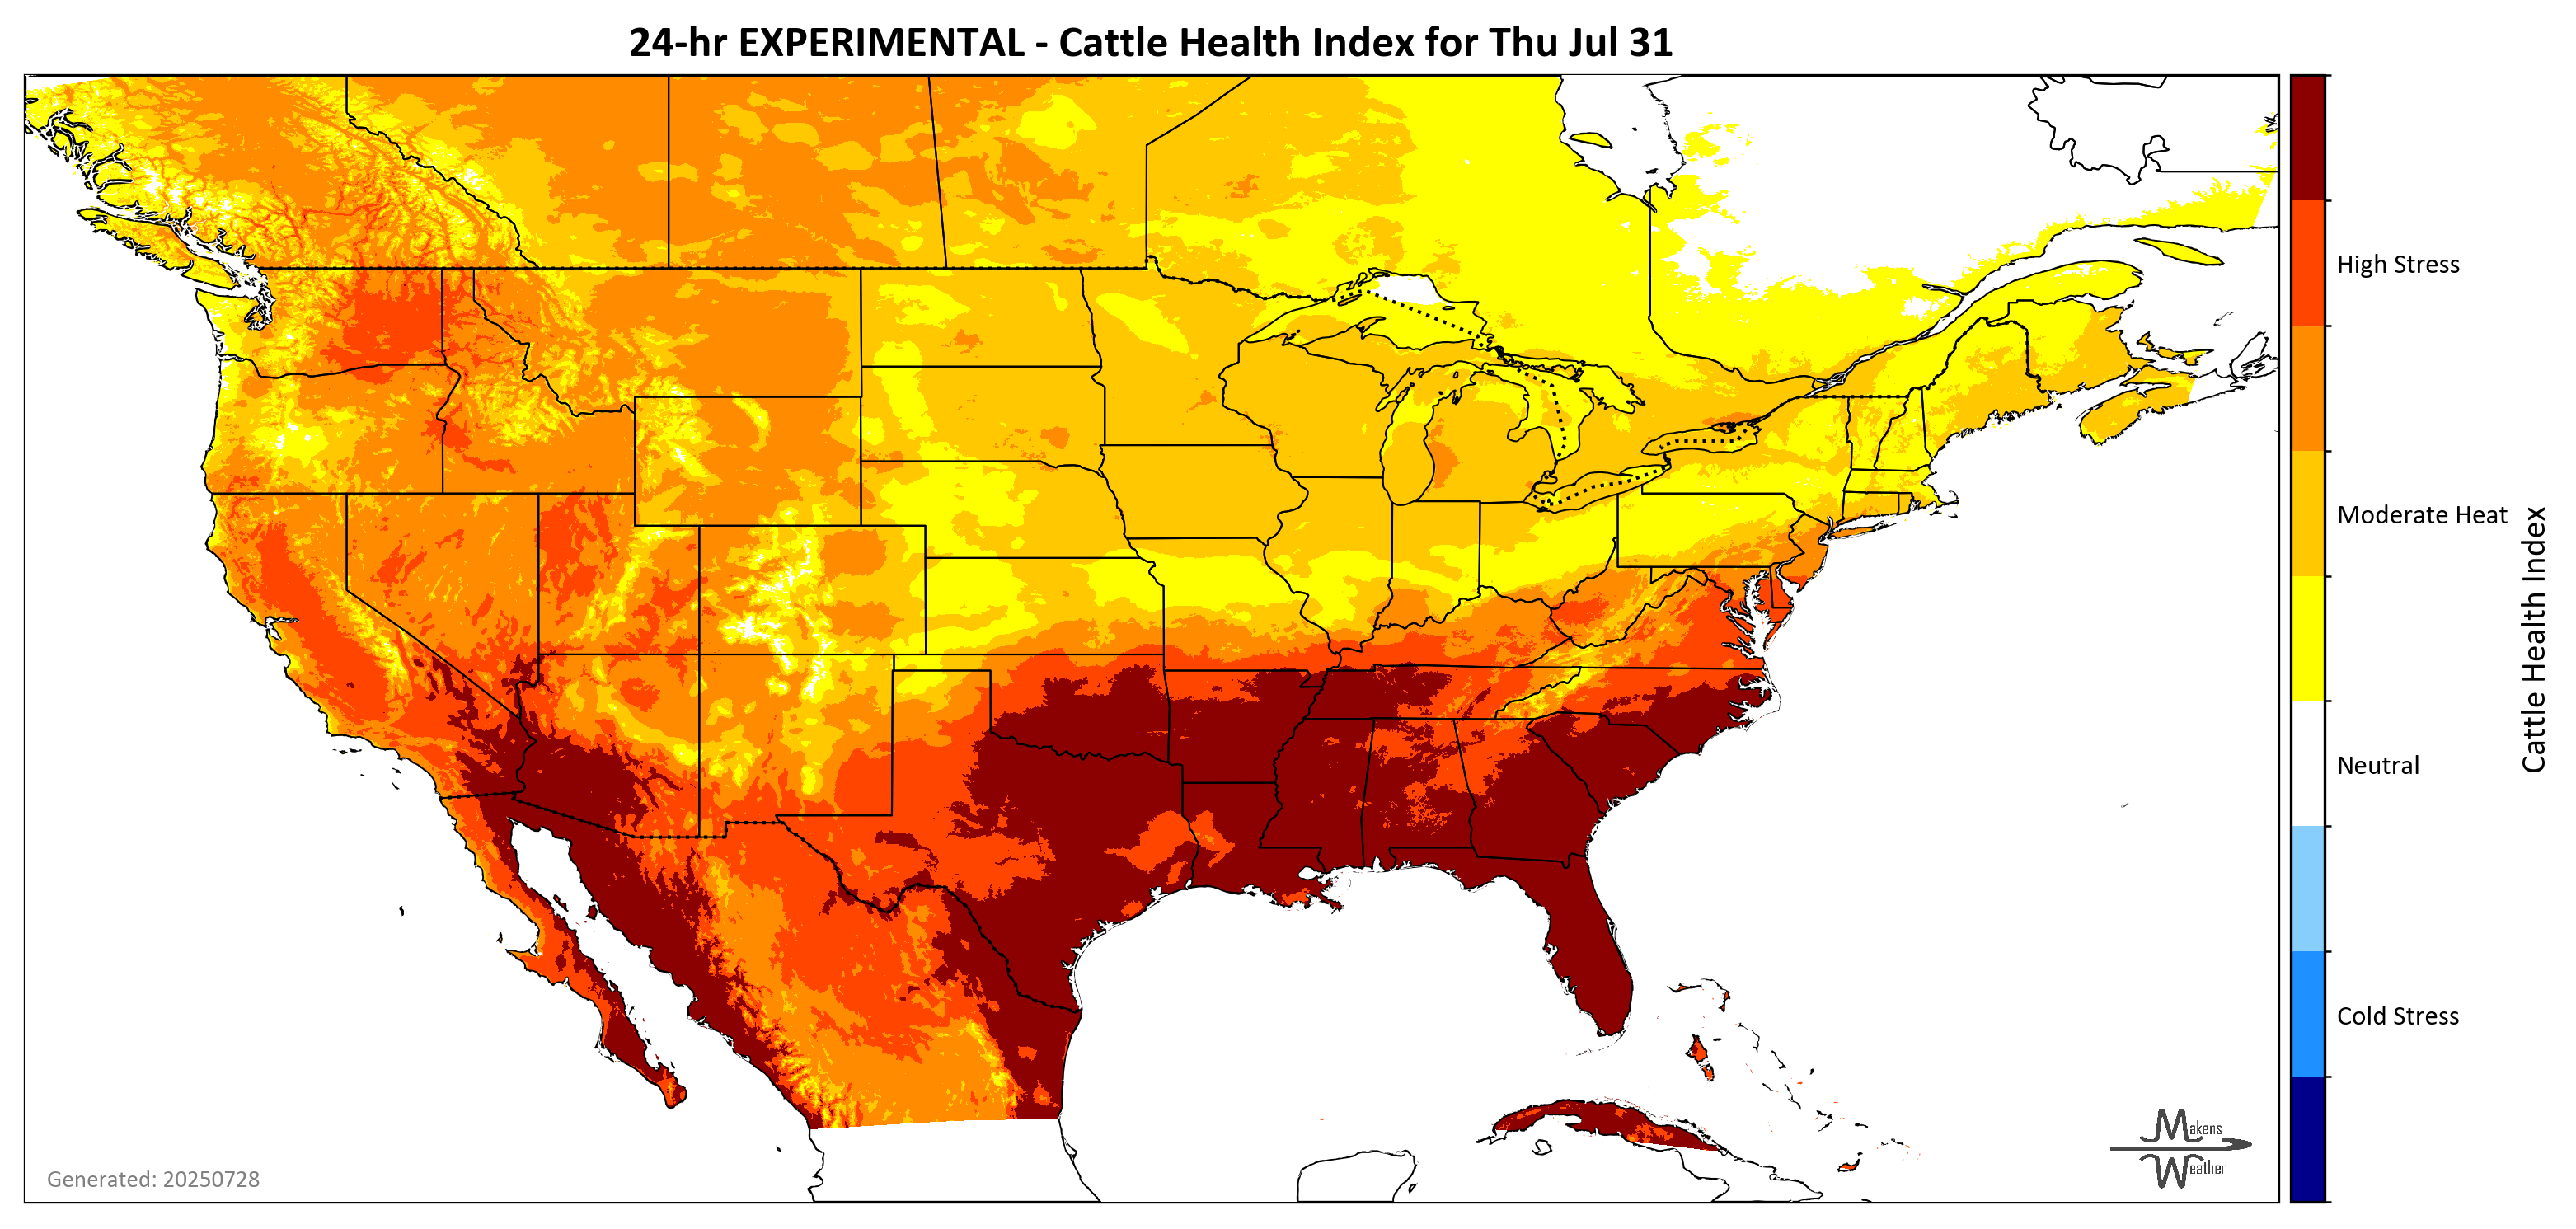 24-hr EXPERIMENTAL - Cattle Health Index for Thu Jul 31
High Stress
Moderate Heat
Neutral
Cold Stress
Cattle Health Index
Generated: 20250728
Makens
Weather